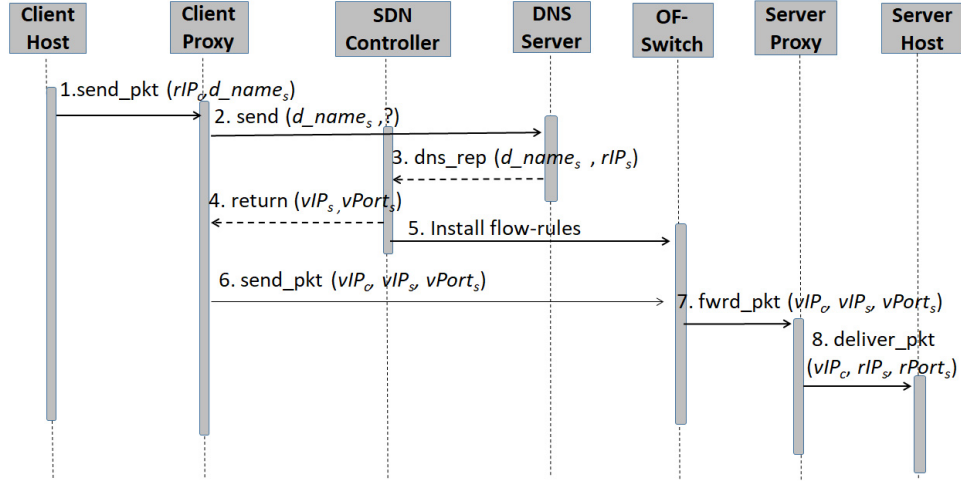 Client
Host
Client
Proxy
SDN
Controller
DNS
Server
OF-
Switch
Server
Proxy
Server
Host
1.send_pkt (rIPc,d_names)
2. send (d_names ,?)
3. dns_rep (d_names , rIPs)
4. return (vIPs ,vPorts)
5. Install flow-rules
6. send_pkt (vIPc, vIPs, vPorts)
7. fwrd_pkt (vIPc, vIPs, vPorts)
8. deliver_pkt
(vIPc, rIPs, rPorts)